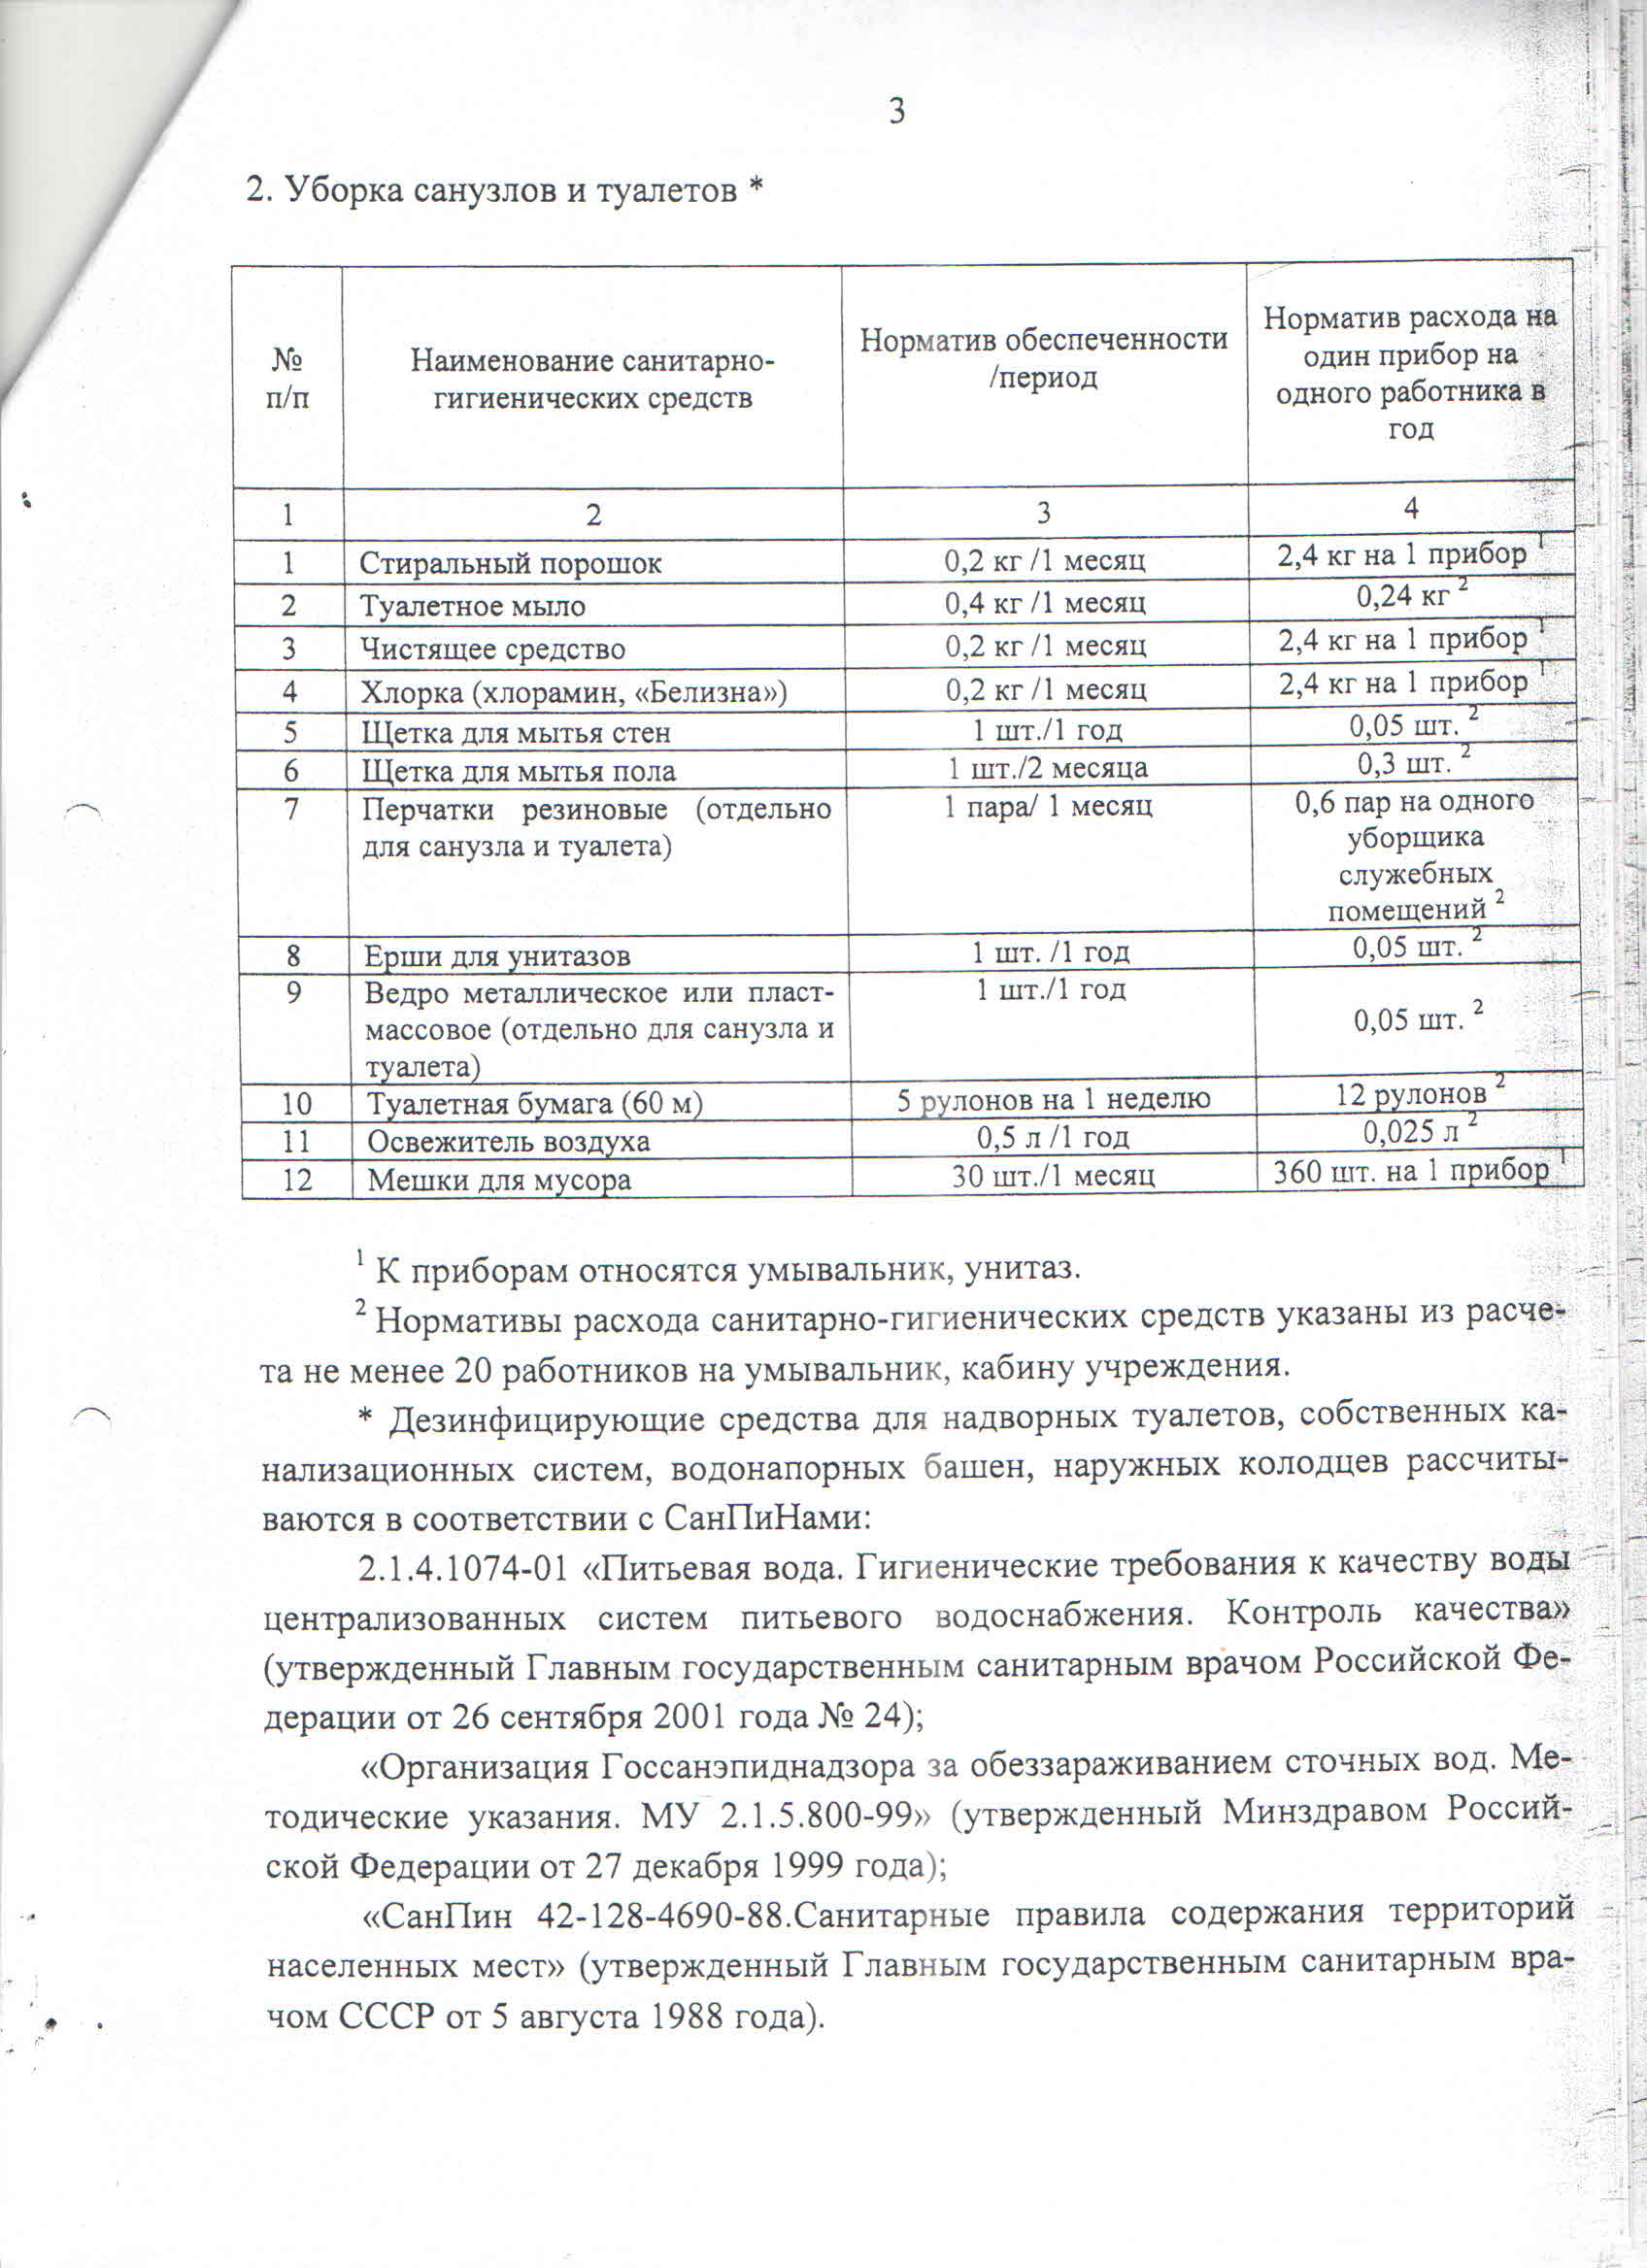 3
2. Уборка санузлов и туалетов *
№
п/п
Наименование санитарно-
гигиенических средств
Норматив обеспеченности
/период
Норматив расхода на
один прибор на
одного работника в
год
1 2 3 4
1 Стиральный порошок 0,2 кг /1 месяц 2,4 кг на 1 прибор 1
2 Туалетное мыло 0,4 кг /1 месяц 0,24 кг 2
3 Чистящее средство 0,2 кг /1 месяц 2,4 кг на 1 прибор 1
4 Хлорка (хлорамин, «Белизна») 0,2 кг /1 месяц 2,4 кг на 1 прибор 1
5 Щетка для мытья стен 1 шт./1 год 0,05 шт. 2
6 Щетка для мытья пола 1 шт./2 месяца 0,3 шт. 2
7 Перчатки резиновые (отдельно
для санузла и туалета)
1 пара/ 1 месяц
0,6 пар на одного
уборщика
служебных
помещений 2
8 Ерши для унитазов 1 шт. /1 год 0,05 шт. 2
9 Ведро металлическое или пласт-
массовое (отдельно для санузла и
туалета)
1 шт./1 год
0,05 шт. 2
10 Туалетная бумага (60 м) 5 рулонов на 1 неделю 12 рулонов 2
11 Освежитель воздуха 0,5 л /1 год 0,025 л 2
12 Мешки для мусора 30 шт./1 месяц 360 шт. на 1 прибор 1
1 К приборам относятся умывальник, унитаз.
2 Нормативы расхода санитарно-гигиенических средств указаны из расче-
та не менее 20 работников на умывальник, кабину учреждения.
* Дезинфицирующие средства для надворных туалетов, собственных ка-
нализационных систем, водонапорных башен, наружных колодцев рассчиты-
ваются в соответствии с СанПиНами:
2.1.4.1074-01 «Питьевая вода. Гигиенические требования к качеству воды
централизованных систем питьевого водоснабжения. Контроль качества»
(утвержденный Главным государственным санитарным врачом Российской Фе-
дерации от 26 сентября 2001 года № 24);
«Организация Госсанэпиднадзора за обеззараживанием сточных вод. Ме-
тодические указания. МУ 2.1.5.800-99» (утвержденный Минздравом Россий-
ской Федерации от 27 декабря 1999 года);
«СанПин 42-128-4690-88.Санитарные правила содержания территорий
населенных мест» (утвержденный Главным государственным санитарным вра-
чом СССР от 5 августа 1988 года).